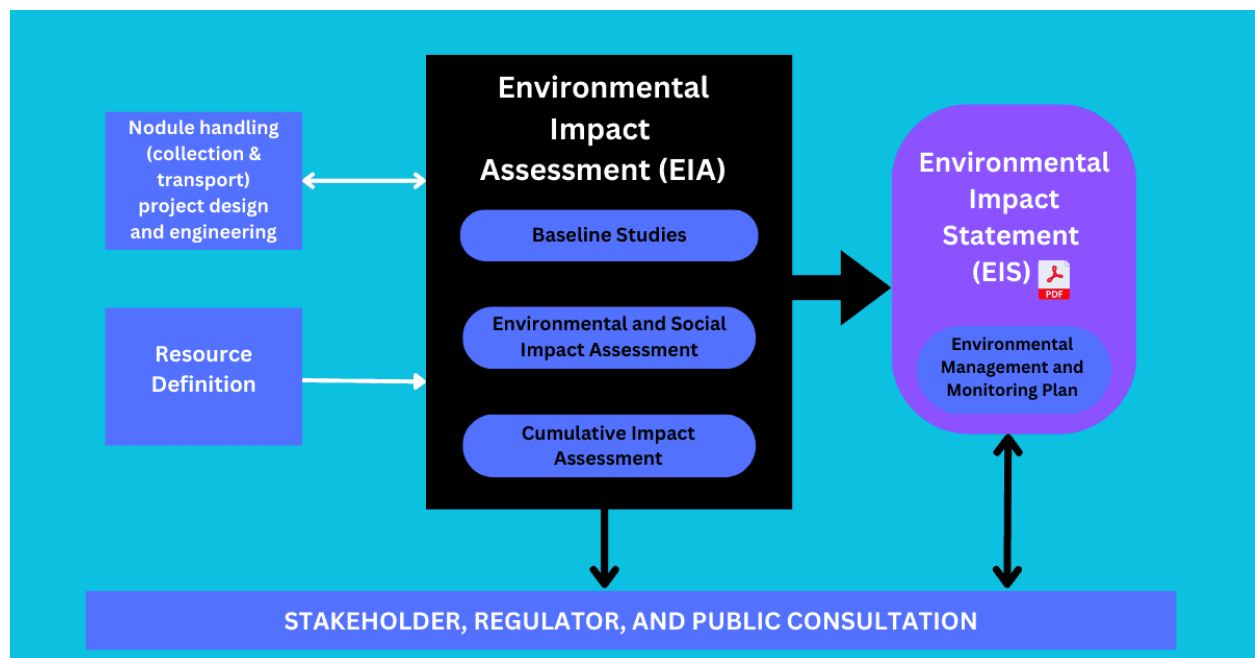 Nodule handling
(collection &
transport)
project design
and engineering
Resource
Definition
Environmental
Impact
Assessment (EIA)
Baseline Studies
Environmental and Social
Impact Assessment
Cumulative Impact
Assessment
Environmental
Impact
Statement
(EIS)
PDF
Environmental
Management and
Monitoring Plan
STAKEHOLDER, REGULATOR, AND PUBLIC CONSULTATION